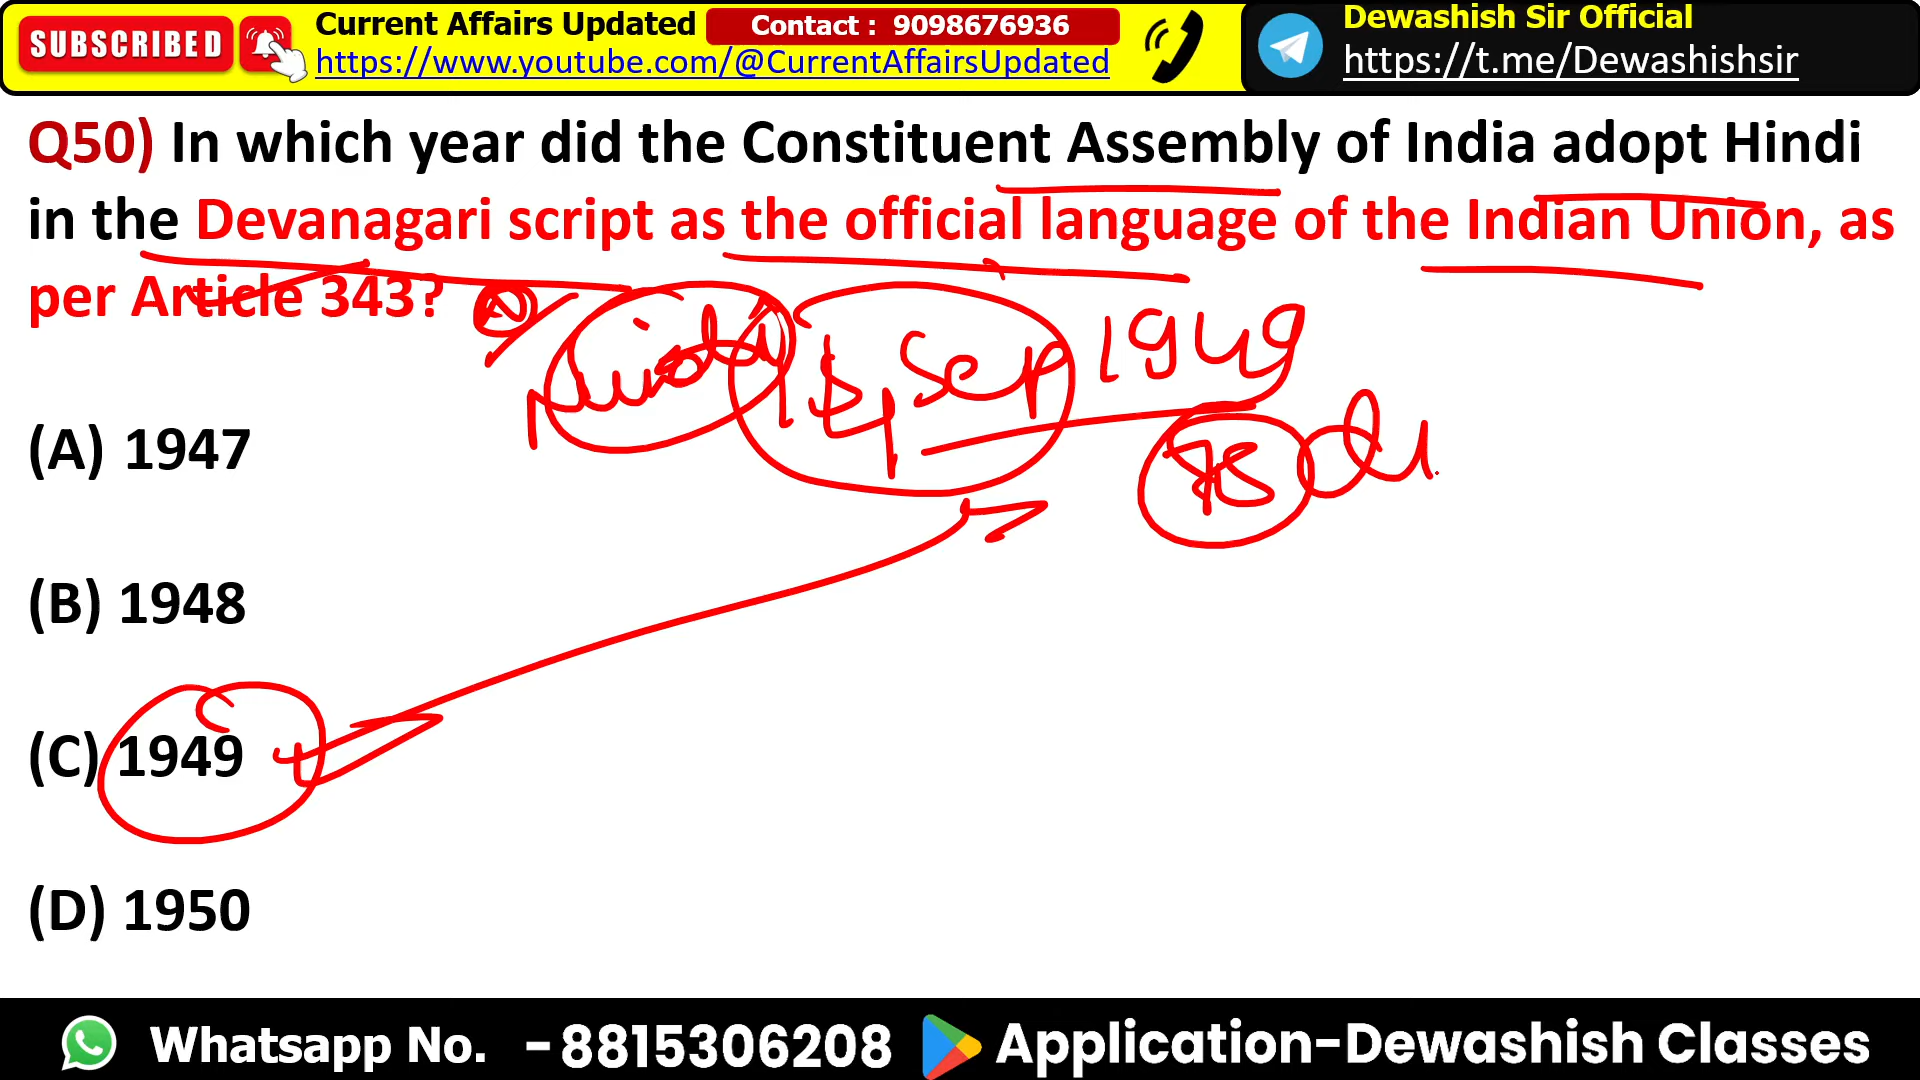 SUBSCRIBED
Current Affairs Updated
Contact : 9098676936
https://www.youtube.com/@CurrentAffairsUpdated
Dewashish Sir Official
https://t.me/Dewashishsir
Q50) In which year did the Constituent Assembly of India adopt Hindi
in the Devanagari script as the official language of the Indian Union, as
per Article 343?
Hindi 14 Sep 1949
75
(A) 1947
(B) 1948
(C) 1949
(D) 1950
Whatsapp No. -8815306208
Application-Dewashish Classes